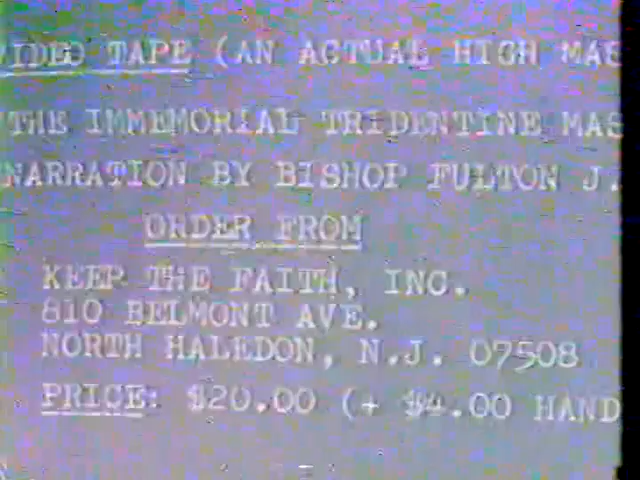 VIDEO TAPE (AN ACTUAL HIGH MAS
THE IMMEMORIAL TRIDENTINE MAS
NARRATION BY BISHOP FULTON J.
ORDER FROM
KEEP THE FAITH, INC.
810 BELMONT AVE.
NORTH HALEDON, N.J. 07508
PRICE: $20.00 (+ $4.00 HAND